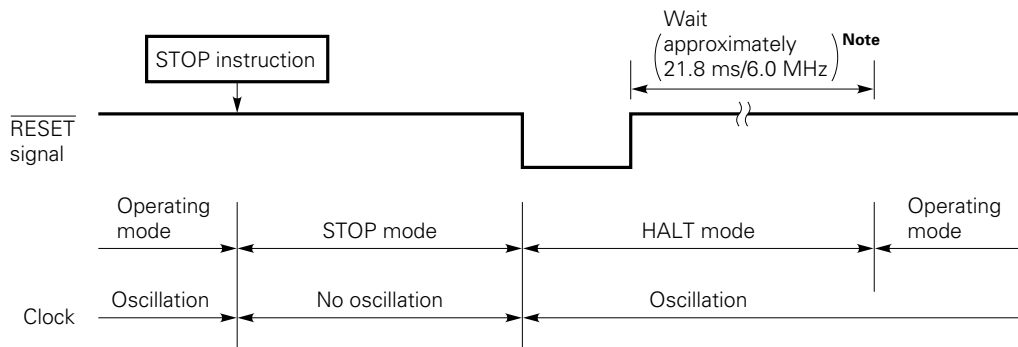 Wait
approximately
21.8 ms/6.0 MHz
Note
STOP instruction
RESET
signal
Operating
mode
STOP mode
HALT mode
Operating
mode
Clock
Oscillation
No oscillation
Oscillation